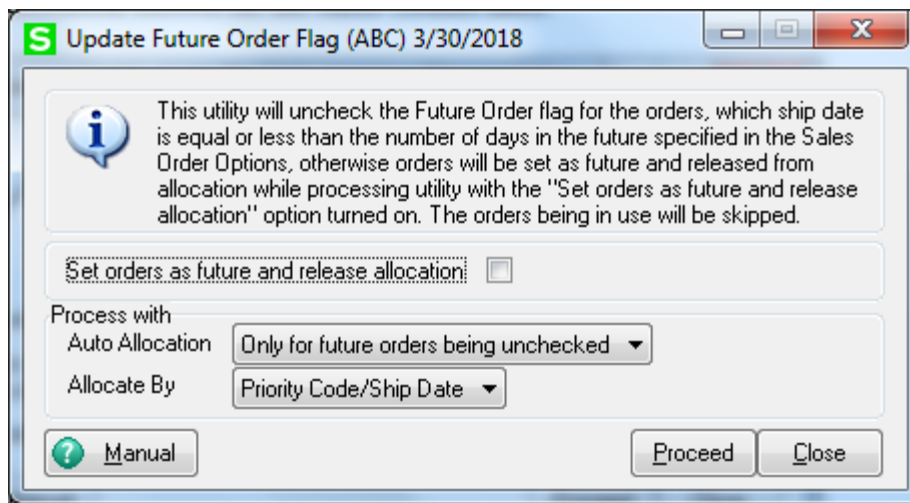 S Update Future Order Flag (ABC) 3/30/2018
This utility will uncheck the Future Order flag for the orders, which ship date
is equal or less than the number of days in the future specified in the Sales
Order Options, otherwise orders will be set as future and released from
allocation while processing utility with the "Set orders as future and release
allocation" option turned on. The orders being in use will be skipped.
Set orders as future and release allocation
Process with
Auto Allocation Only for future orders being unchecked
Allocate By Priority Code/Ship Date
? Manual Proceed Close